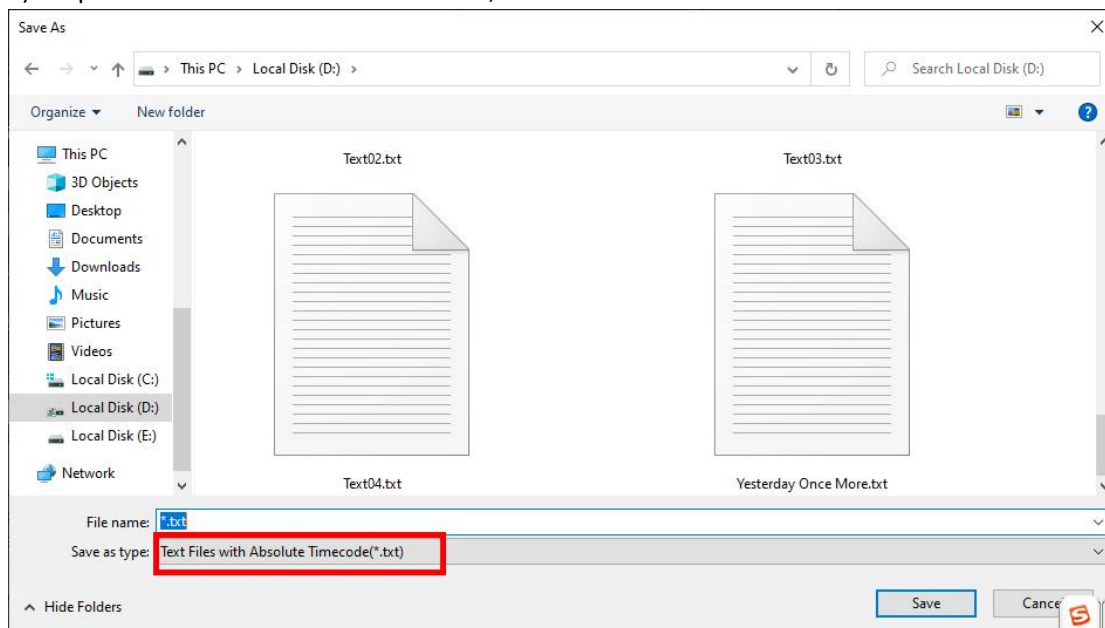 Save As
This PC > Local Disk (D:) >
Search Local Disk (D:)
Organize
New folder
This PC
3D Objects
Desktop
Documents
Downloads
Music
Pictures
Videos
Local Disk (C:)
Local Disk (D:)
Local Disk (E:)
Network
Text02.txt
Text03.txt
Text04.txt
Yesterday Once More.txt
File name: *.txt
Save as type: Text Files with Absolute Timecode(*.txt)
Hide Folders
Save
Cance